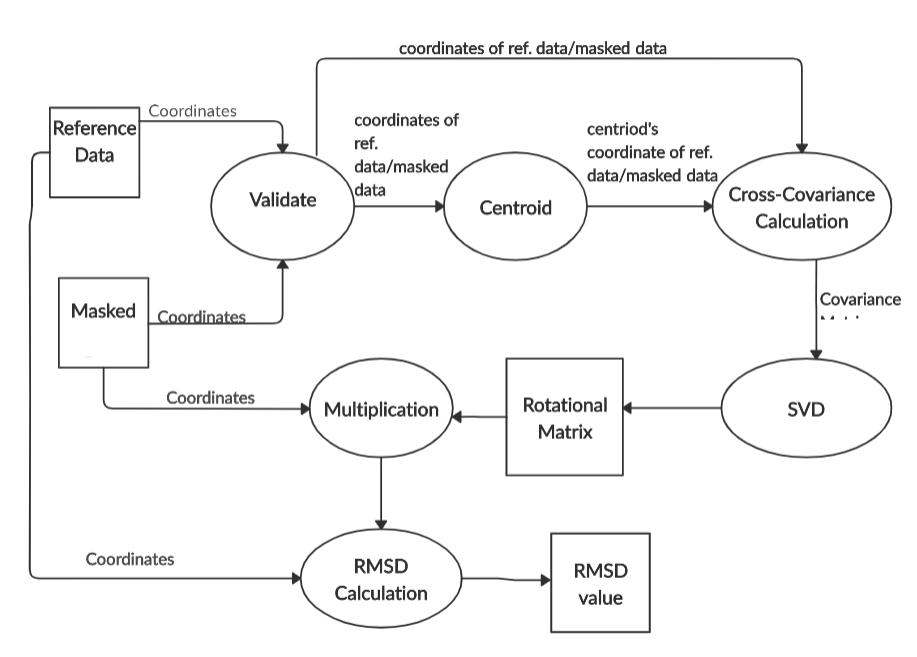 coordinates of ref. data/masked data
Coordinates
Reference
Data
coordinates of
ref.
data/masked
data
centriod's
coordinate of ref.
data/masked data
Validate
Centroid
Cross-Covariance
Calculation
Masked
Coordinates
Covariance
Coordinates
Multiplication
Rotational
Matrix
SVD
Coordinates
RMSD
Calculation
RMSD
value